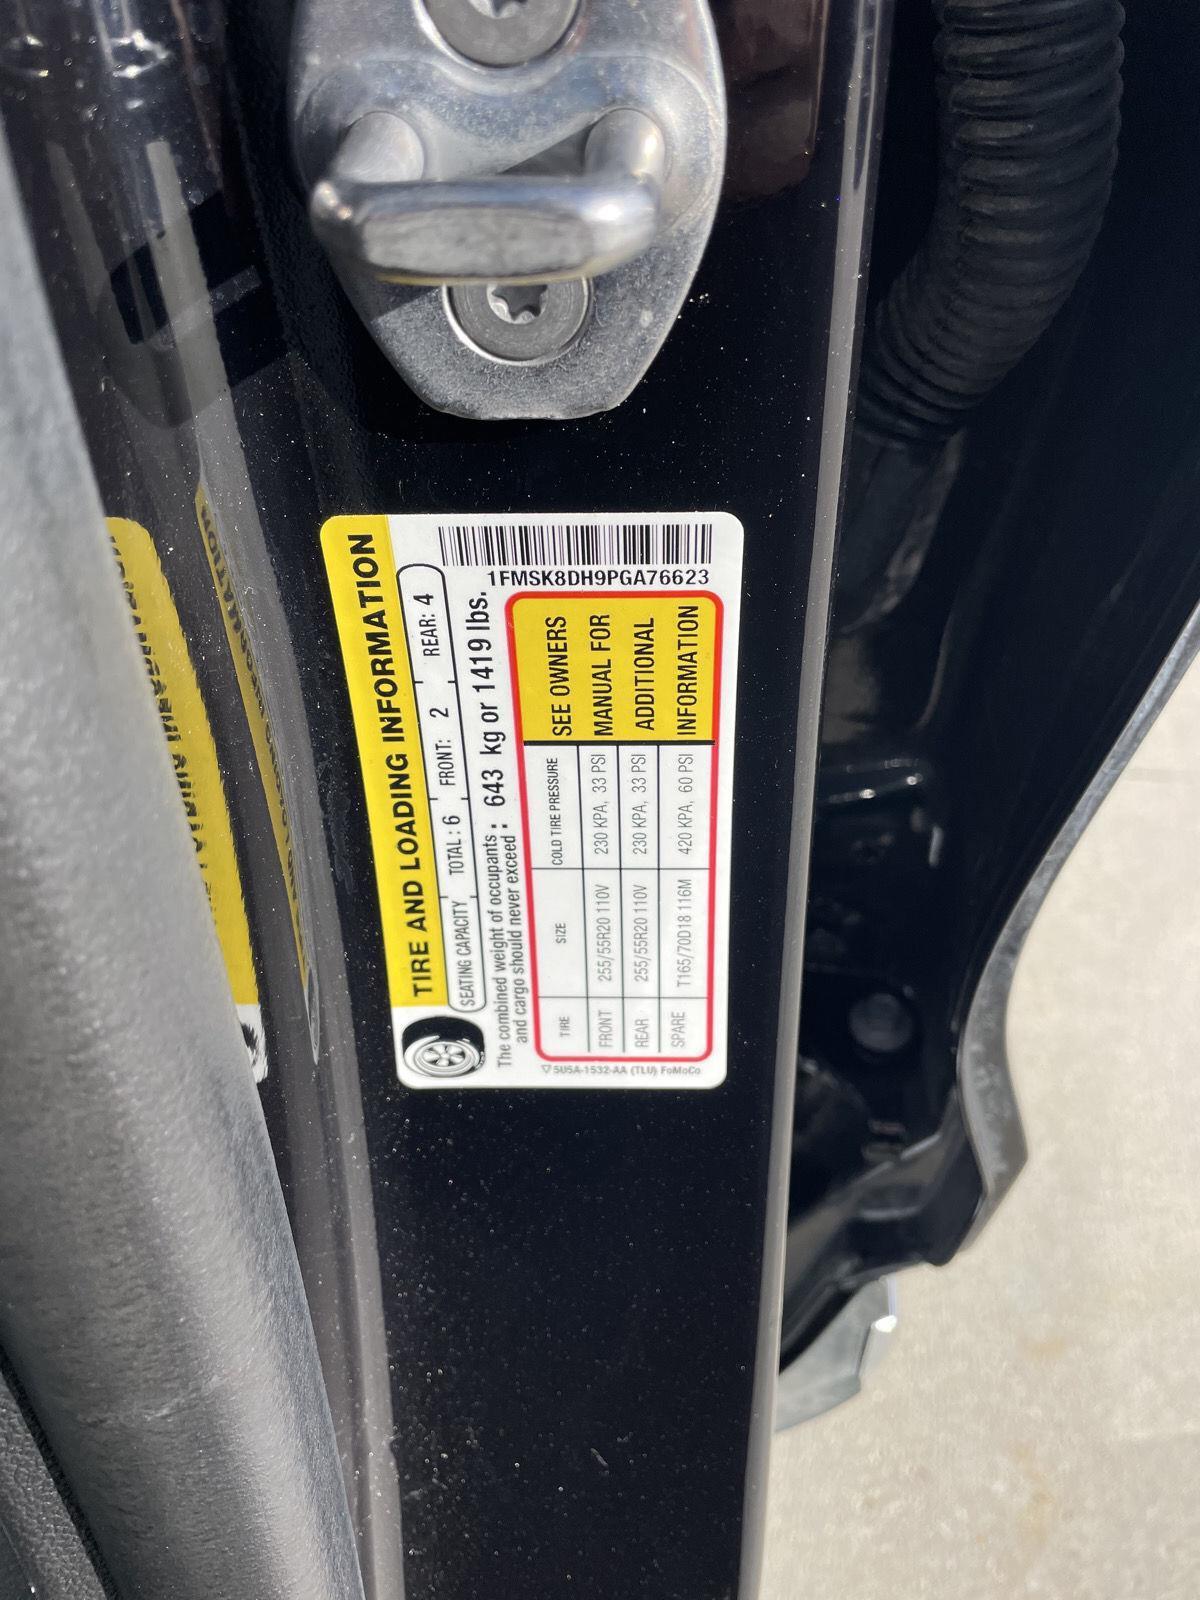 TIRE AND LOADING INFORMATION
SEATING CAPACITY TOTAL: 6 FRONT: 2 REAR: 4
The combined weight of occupants : 643 kg or 1419 lbs.
and cargo should never exceed :
1FMSK8DH9PGA76623
TIRE SIZE COLD TIRE PRESSURE
FRONT 255/55R20 110V 230 KPA, 33 PSI
REAR 255/55R20 110V 230 KPA, 33 PSI
SPARE T165/70D18 116M 420 KPA, 60 PSI
SEE OWNERS
MANUAL FOR
ADDITIONAL
INFORMATION
5U5A-1532-AA (TLU) FoMoCo